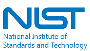 NIST
National Institute of
Standards and Technology